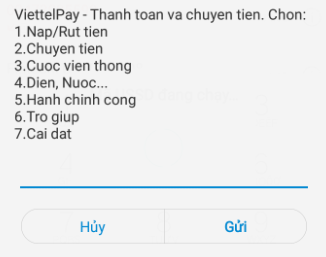 ViettelPay - Thanh toan va chuyen tien. Chon:
1.Nap/Rut tien
2.Chuyen tien
3.Cuoc vien thong
4.Dien, Nuoc...
5.Hanh chinh cong
6.Tro giup
7.Cai dat
Hủy
Gửi